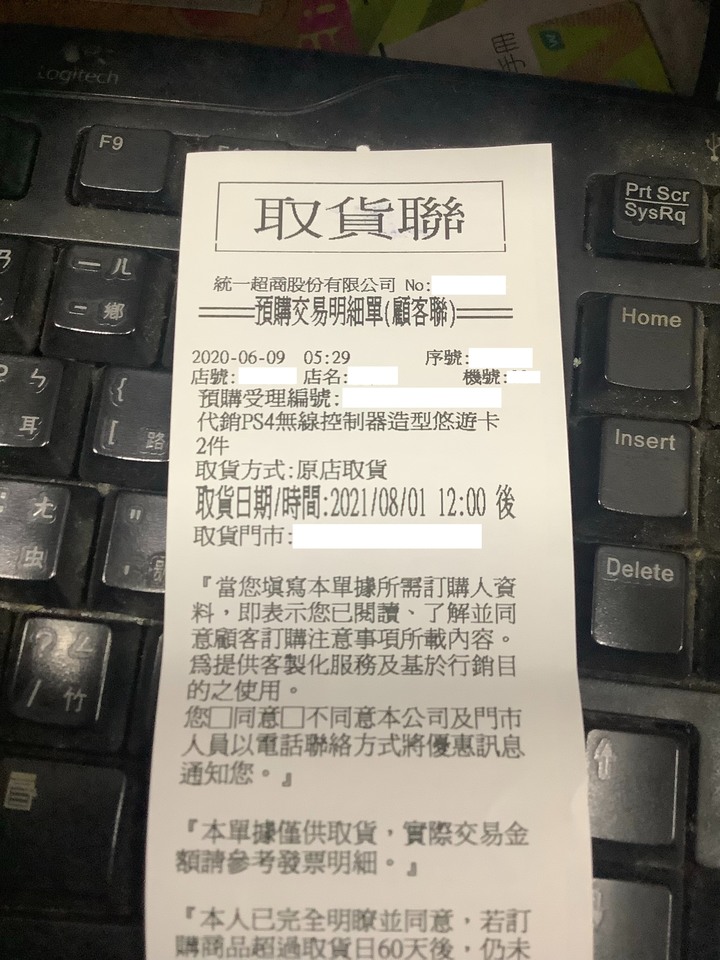 Logitech
F9
Prt Scr
SysRq
Home
Insert
Delete
取貨聯
統一超商股份有限公司 No:
預購交易明細單(顧客聯)
2020-06-09 05:29 序號:
店號: 店名: 機號:
預購受理編號:
代銷PS4無線控制器造型悠遊卡
2件
取貨方式:原店取貨
取貨日期/時間:2021/08/01 12:00 後
取貨門市:
『當您填寫本單據所需訂購人資
料，即表示您已閱讀、了解並同
意顧客訂購注意事項所載內容。
為提供客製化服務及基於行銷目
的之使用。
您□同意□不同意本公司及門市
人員以電話聯絡方式將優惠訊息
通知您。』
『本單據僅供取貨，實際交易金
額請參考發票明細。』
『本人已完全明瞭並同意，若訂
購商品超過取貨日60天後，仍未
ㄦ
鄉
ㄣ
耳
{
[
路
ㄤ
虫
"
,
?
ㄥ
/
竹